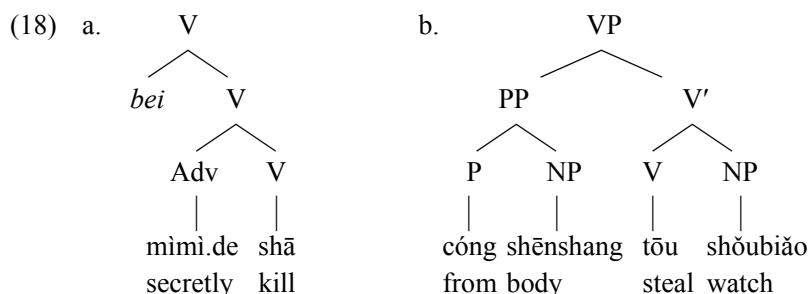 (18) a. V b. VP
bei V PP V′
Adv V P NP V NP
mìmì.de shā cóng shēnshang tōu shǒubiǎo
secretly kill from body steal watch